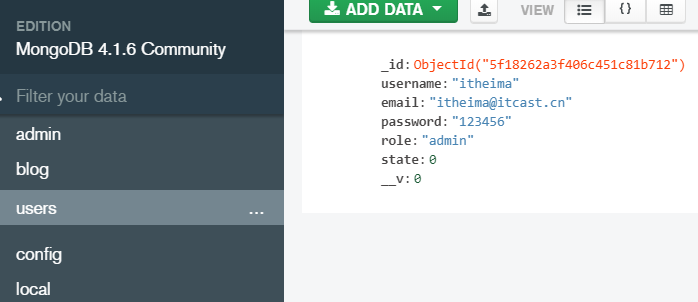 EDITION
MongoDB 4.1.6 Community
Filter your data
admin
blog
users
...
config
local
ADD DATA
VIEW
{}
_id:ObjectId("5f18262a3f406c451c81b712")
username:"itheima"
email:"itheima@itcast.cn"
password:"123456"
role:"admin"
state:0
__v:0